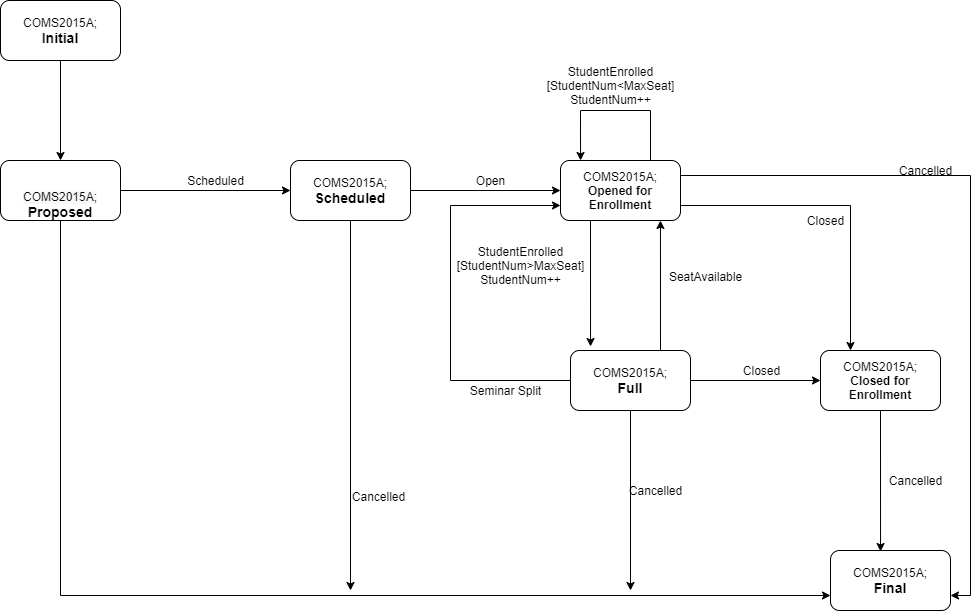 COMS2015A;
Initial
StudentEnrolled
[StudentNum<MaxSeat]
StudentNum++
COMS2015A;
Proposed
Scheduled
COMS2015A;
Scheduled
Open
COMS2015A;
Opened for
Enrollment
Cancelled
Closed
StudentEnrolled
[StudentNum>MaxSeat]
StudentNum++
SeatAvailable
COMS2015A;
Full
Seminar Split
Closed
COMS2015A;
Closed for
Enrollment
Cancelled
Cancelled
Cancelled
COMS2015A;
Final